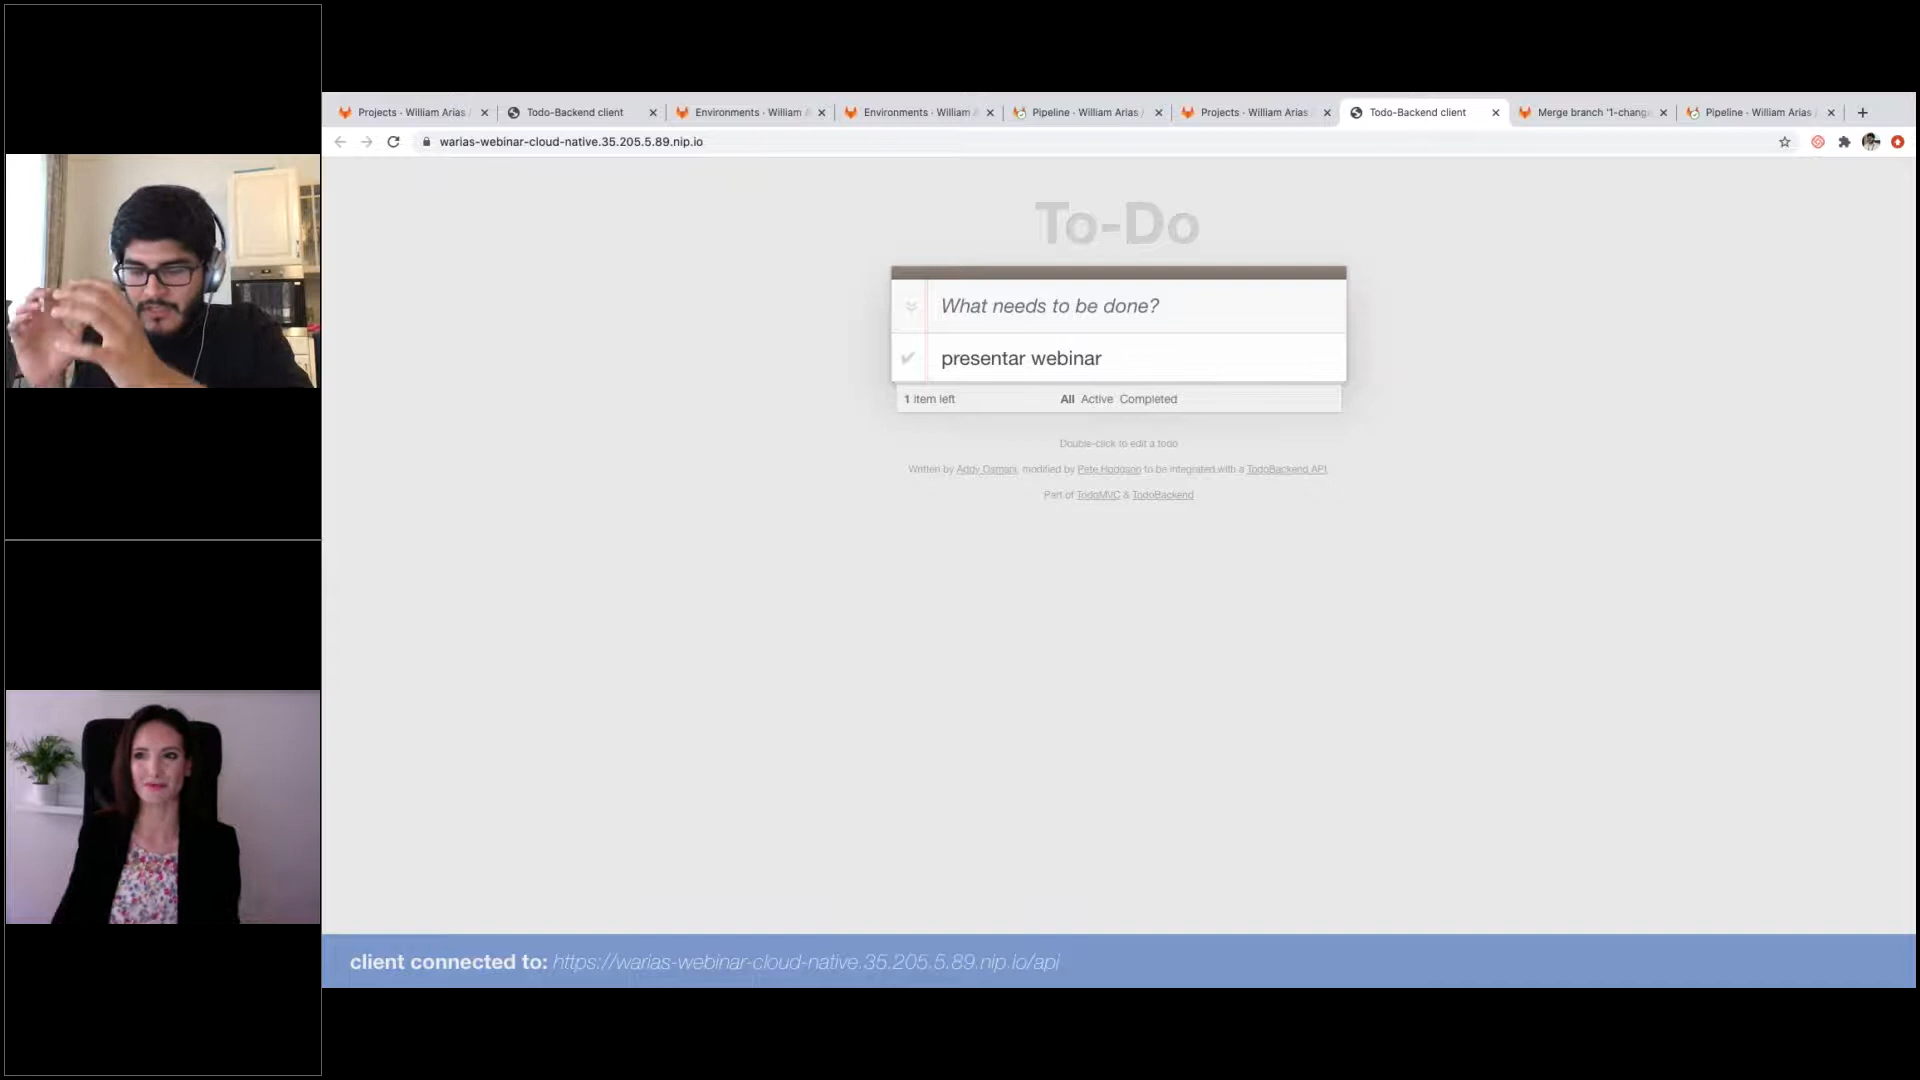 Projects · William Arias /
Todo-Backend client
Environments · William A
Environments · William A
Pipeline · William Arias /
Projects · William Arias
Todo-Backend client
Merge branch '1-chang
Pipeline · William Arias /
warias-webinar-cloud-native.35.205.5.89.nip.io
To-Do
What needs to be done?
presentar webinar
1 item left
All Active Completed
Double-click to edit a todo
Written by Addy Osmani, modified by Pete Hodgson to be integrated with a TodoBackend API
Part of TodoMVC & TodoBackend
client connected to: https://warias-webinar-cloud-native.35.205.5.89.nip.io/api